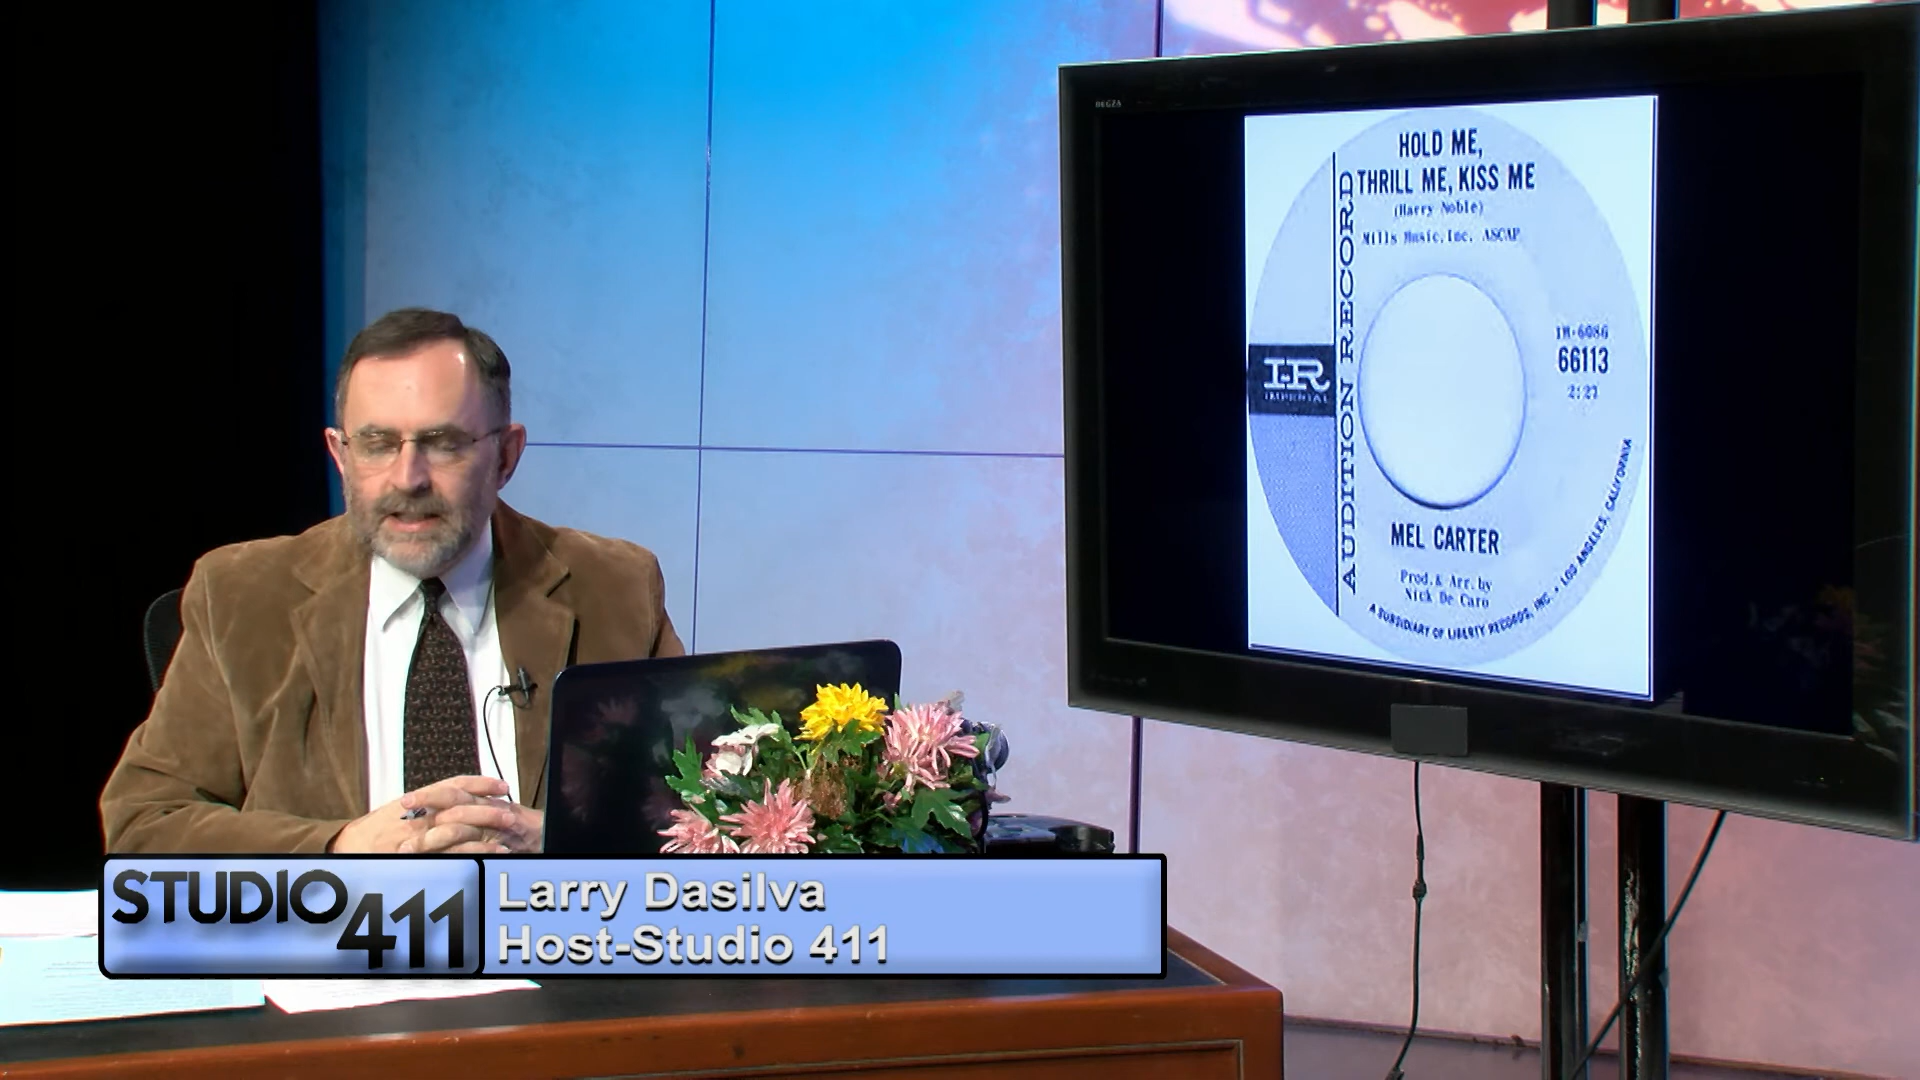 HOLD ME,
THRILL ME, KISS ME
(Harry Noble)
Mills Music, Inc. ASCAP
AUDITION RECORD
IR
IMPERIAL
IM-6086
66113
2:27
MEL CARTER
Prod. & Arr. by
Nick De Caro
A SUBSIDIARY OF LIBERTY RECORDS, INC. • LOS ANGELES, CALIFORNIA
STUDIO 411
Larry Dasilva
Host-Studio 411